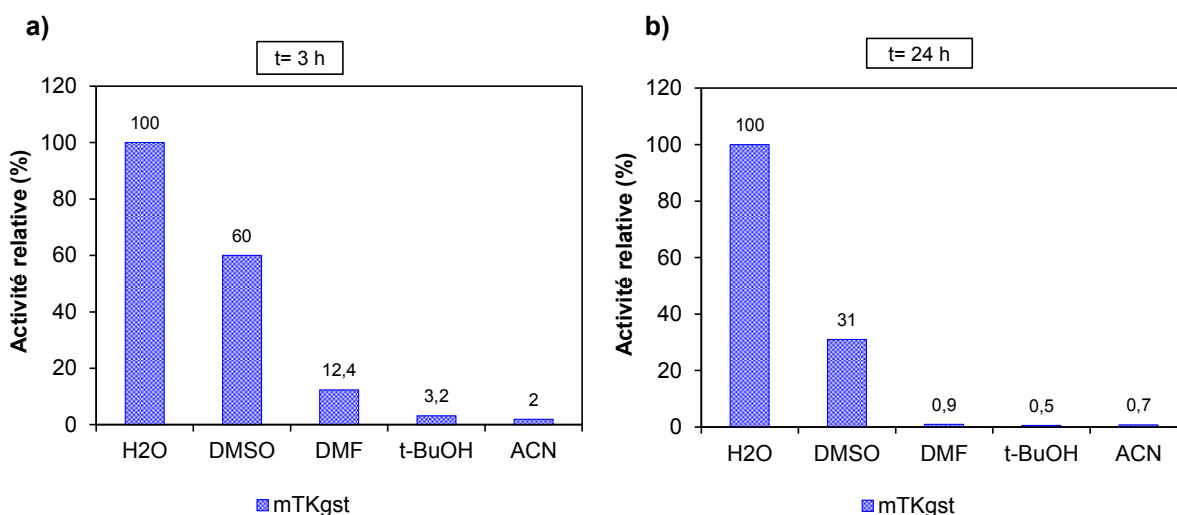 a)
t= 3 h
Activité relative (%)
120
100
80
60
40
20
0
100
60
12,4
3,2
2
H2O DMSO DMF t-BuOH ACN
mTKgst
b)
t= 24 h
Activité relative (%)
120
100
80
60
40
20
0
100
31
0,9
0,5
0,7
H2O DMSO DMF t-BuOH ACN
mTKgst